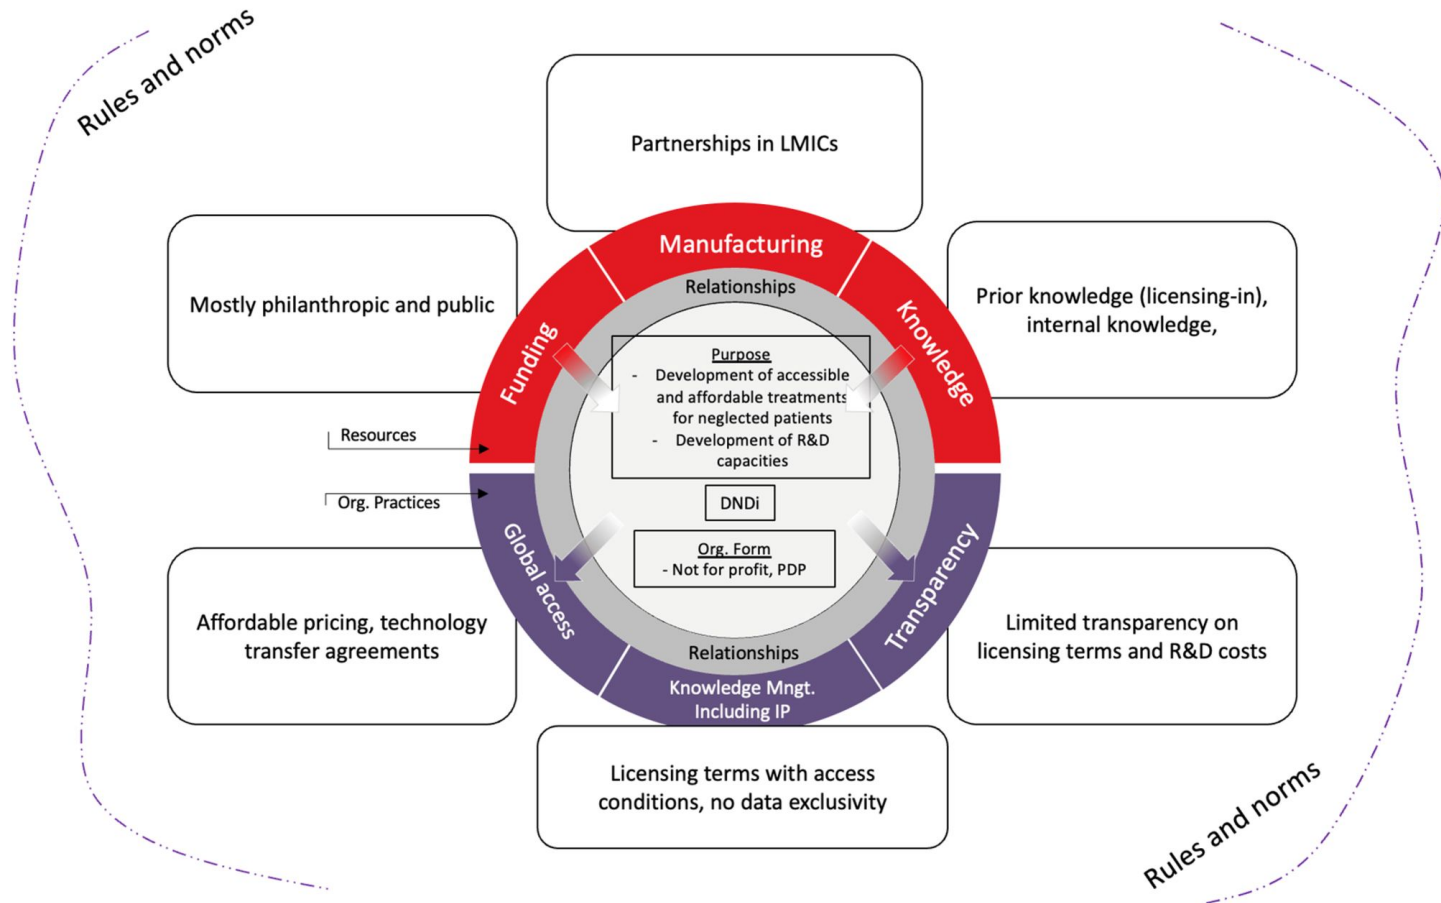 Rules and norms
Partnerships in LMICs
Manufacturing
Relationships
Mostly philanthropic and public
Funding
Knowledge
Prior knowledge (licensing-in),
internal knowledge,
Purpose
- Development of accessible
and affordable treatments
for neglected patients
- Development of R&D
capacities
Resources
Org. Practices
DNDi
Org. Form
- Not for profit, PDP
Global access
Transparency
Affordable pricing, technology
transfer agreements
Limited transparency on
licensing terms and R&D costs
Relationships
Knowledge Mngt.
Including IP
Licensing terms with access
conditions, no data exclusivity
Rules and norms